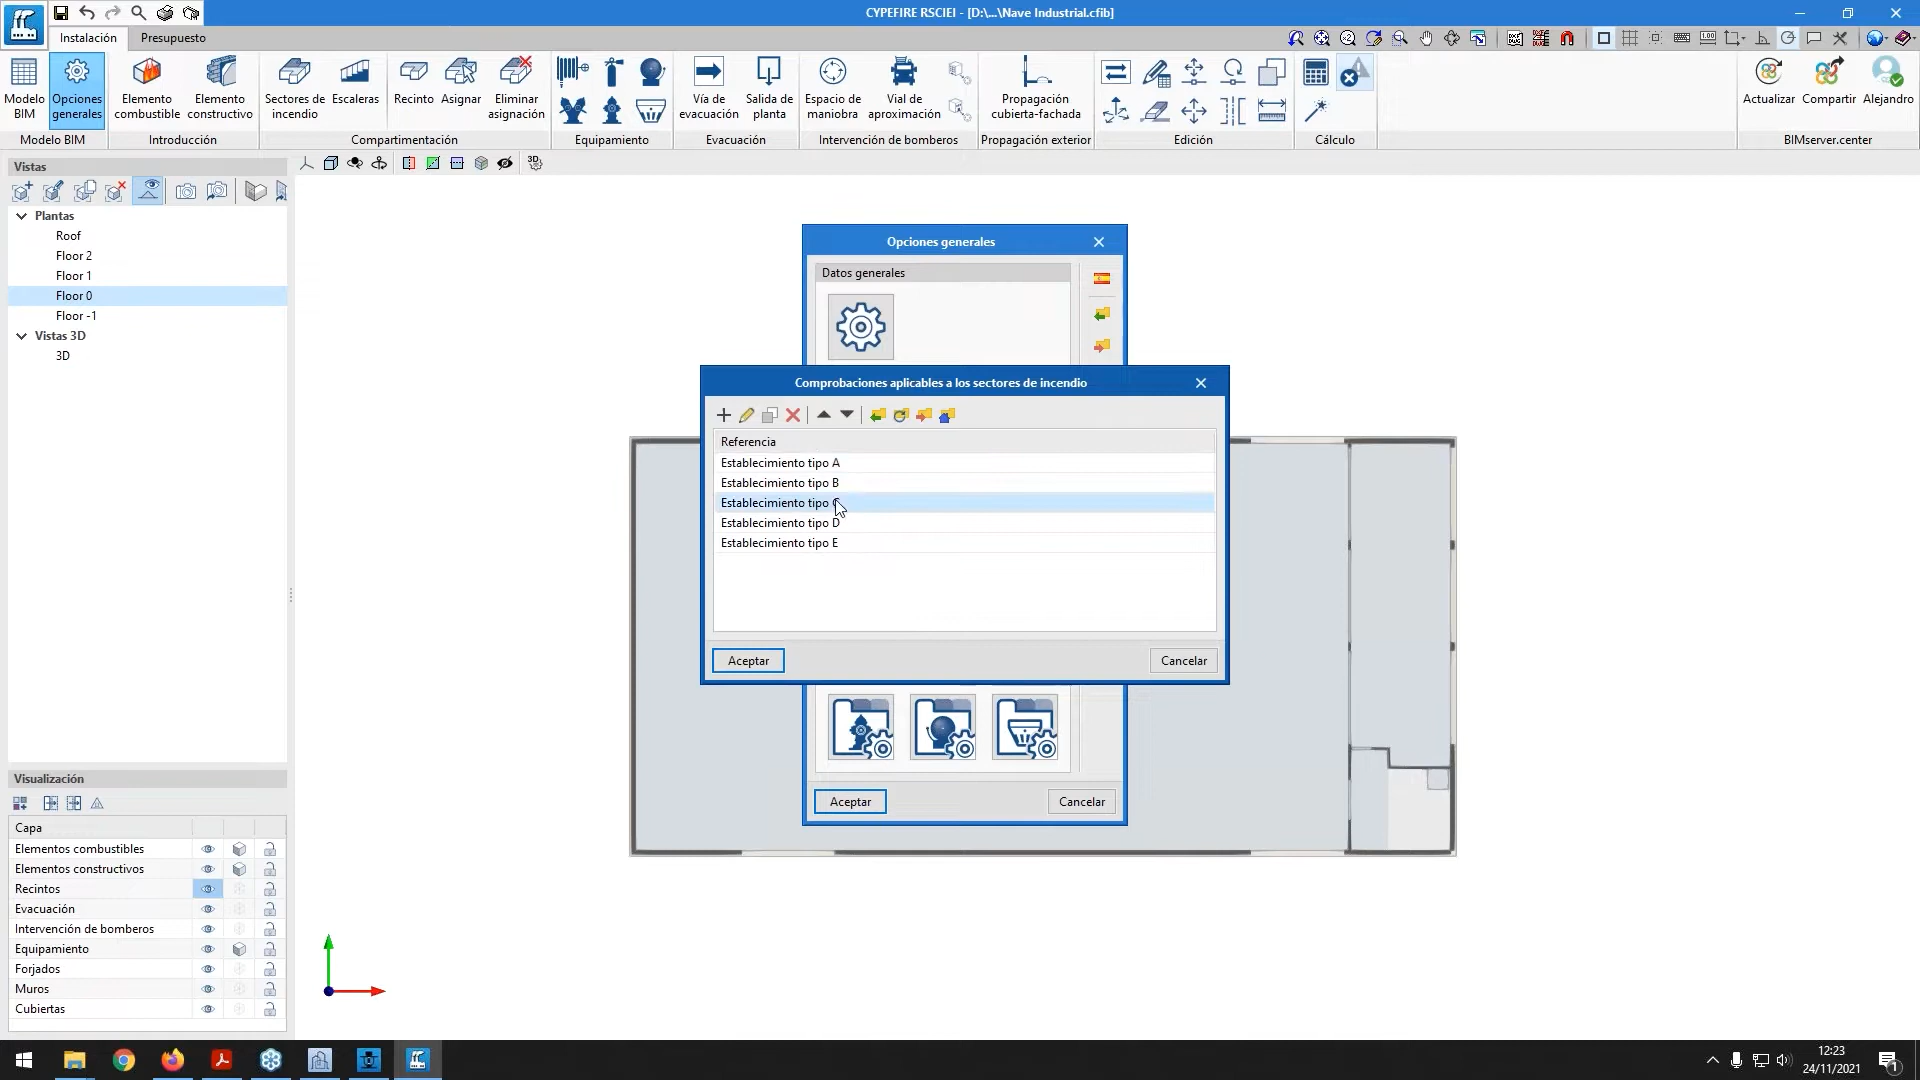 CYPEFIRE RSCIEI - [D:\...\Nave Industrial.cfib]
Instalación
Presupuesto
Modelo BIM
Opciones generales
Elemento combustible
Elemento constructivo
Sectores de incendio
Escaleras
Recinto
Asignar
Eliminar asignación
Vía de evacuación
Salida de planta
Espacio de maniobra
Vial de aproximación
Propagación cubierta-fachada
Actualizar
Compartir
Alejandro
Modelo BIM
Introducción
Compartimentación
Equipamiento
Evacuación
Intervención de bomberos
Propagación exterior
Edición
Cálculo
BIMserver.center
Vistas
Plantas
Roof
Floor 2
Floor 1
Floor 0
Floor -1
Vistas 3D
3D
Opciones generales
Datos generales
Comprobaciones aplicables a los sectores de incendio
Referencia
Establecimiento tipo A
Establecimiento tipo B
Establecimiento tipo C
Establecimiento tipo D
Establecimiento tipo E
Aceptar
Cancelar
Aceptar
Cancelar
Visualización
Capa
Elementos combustibles
Elementos constructivos
Recintos
Evacuación
Intervención de bomberos
Equipamiento
Forjados
Muros
Cubiertas
12:23
24/11/2021
1